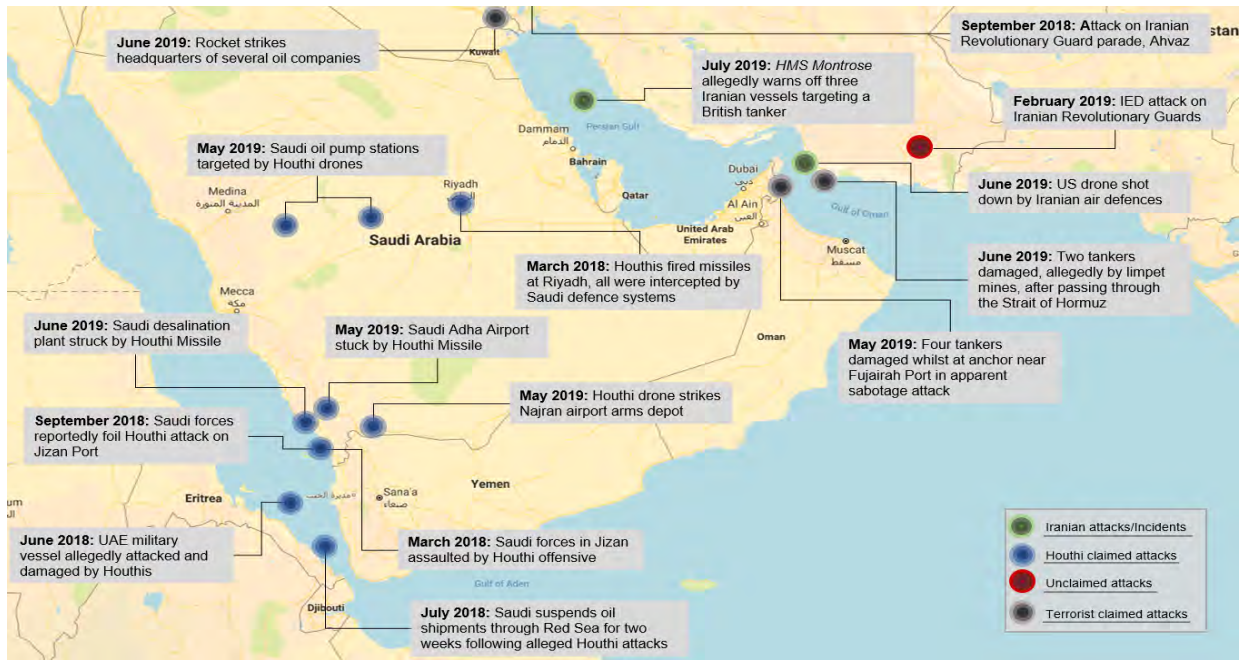 September 2018: Attack on Iranian
Revolutionary Guard parade, Ahvaz
stan
June 2019: Rocket strikes
headquarters of several oil companies
Kuwait
July 2019: HMS Montrose
allegedly warns off three
Iranian vessels targeting a
British tanker
February 2019: IED attack on
Iranian Revolutionary Guards
Persian Gulf
Dammam
الدمام
Bahrain
May 2019: Saudi oil pump stations
targeted by Houthi drones
Medina
المدينة المنورة
Riyadh
Dubai
دبي
Qatar
Al Ain
العين
Gulf of Oman
United Arab
Emirates
Saudi Arabia
Muscat
مسقط
June 2019: US drone shot
down by Iranian air defences
March 2018: Houthis fired missiles
at Riyadh, all were intercepted by
Saudi defence systems
June 2019: Two tankers
damaged, allegedly by limpet
mines, after passing through
the Strait of Hormuz
Mecca
مكة
June 2019: Saudi desalination
plant struck by Houthi Missile
May 2019: Saudi Adha Airport
stuck by Houthi Missile
Oman
May 2019: Four tankers
damaged whilst at anchor near
Fujairah Port in apparent
sabotage attack
May 2019: Houthi drone strikes
Najran airport arms depot
September 2018: Saudi forces
reportedly foil Houthi attack on
Jizan Port
Eritrea
Sana'a
صنعاء
Yemen
um
June 2018: UAE military
vessel allegedly attacked and
damaged by Houthis
March 2018: Saudi forces in Jizan
assaulted by Houthi offensive
Gulf of Aden
Djibouti
July 2018: Saudi suspends oil
shipments through Red Sea for two
weeks following alleged Houthi attacks
Iranian attacks/Incidents
Houthi claimed attacks
Unclaimed attacks
Terrorist claimed attacks